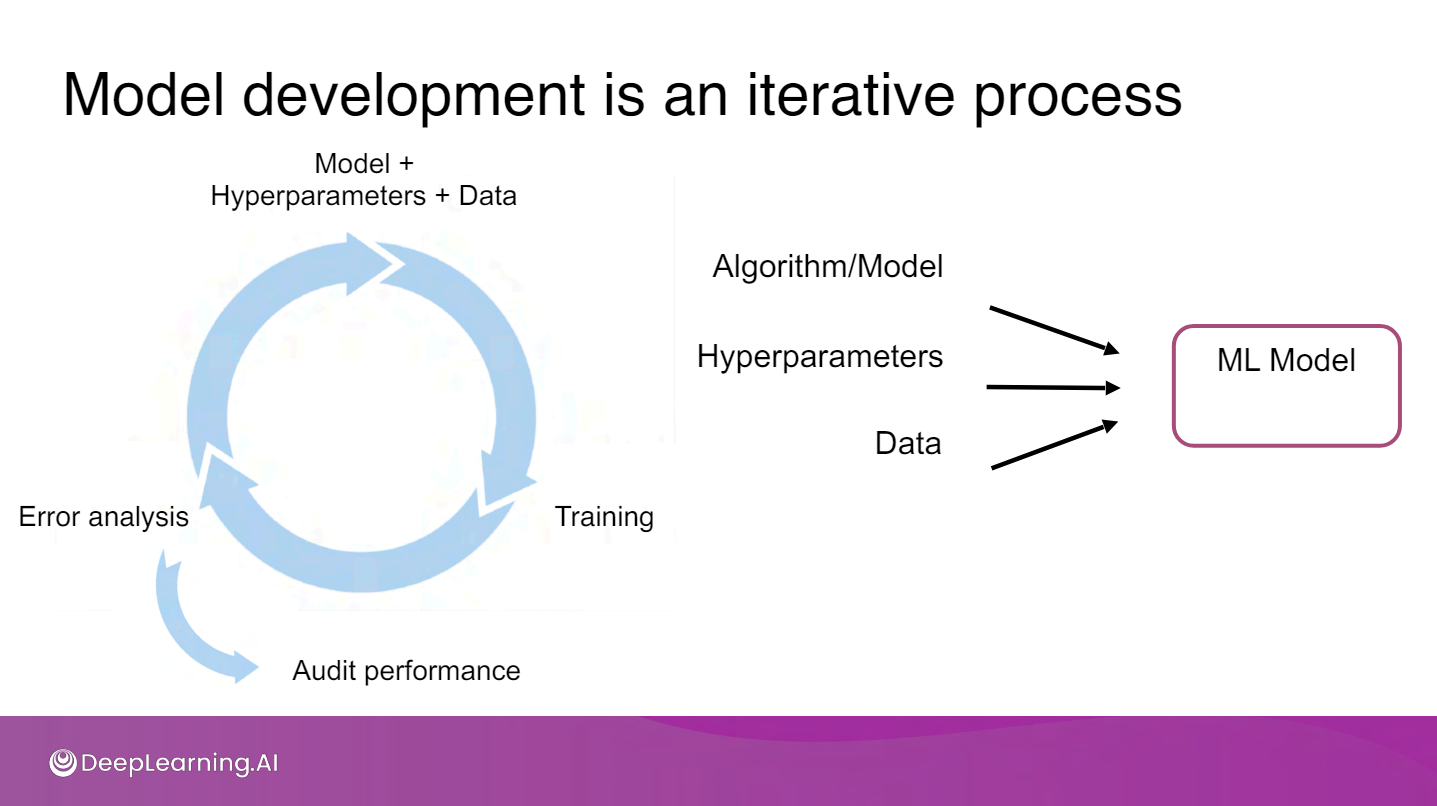 Model development is an iterative process
Model +
Hyperparameters + Data
Training
Error analysis
Audit performance
Algorithm/Model
Hyperparameters
Data
ML Model
DeepLearning.AI